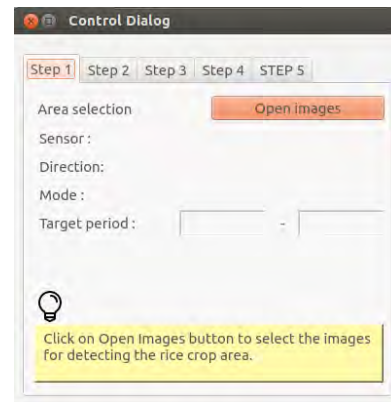 Control Dialog
Step 1 Step 2 Step 3 Step 4 STEP 5
Area selection Open images
Sensor :
Direction:
Mode :
Target period : -
Click on Open Images button to select the images
for detecting the rice crop area.